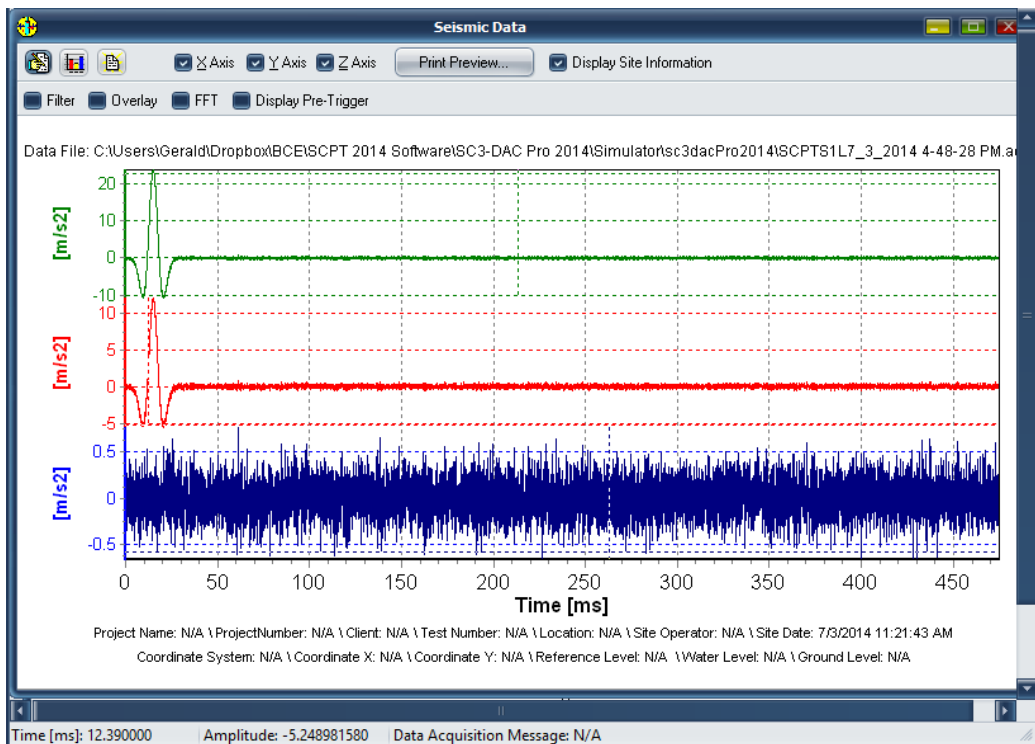 Seismic Data
X Axis Y Axis Z Axis Print Preview... Display Site Information
Filter Overlay FFT Display Pre-Trigger
Data File: C:\Users\Gerald\Dropbox\BCE\SCPT 2014 Software\SC3-DAC Pro 2014\Simulator\sc3dacPro2014\SCPTS1L7_3_2014 4-48-28 PM.a
[m/s2]
20
10
0
-10
[m/s2]
10
5
0
-5
[m/s2]
0.5
0
-0.5
0 50 100 150 200 250 300 350 400 450
Time [ms]
Project Name: N/A \ ProjectNumber: N/A \ Client: N/A \ Test Number: N/A \ Location: N/A \ Site Operator: N/A \ Site Date: 7/3/2014 11:21:43 AM
Coordinate System: N/A \ Coordinate X: N/A \ Coordinate Y: N/A \ Reference Level: N/A \ Water Level: N/A \ Ground Level: N/A
Time [ms]: 12.390000 Amplitude: -5.248981580 Data Acquisition Message: N/A